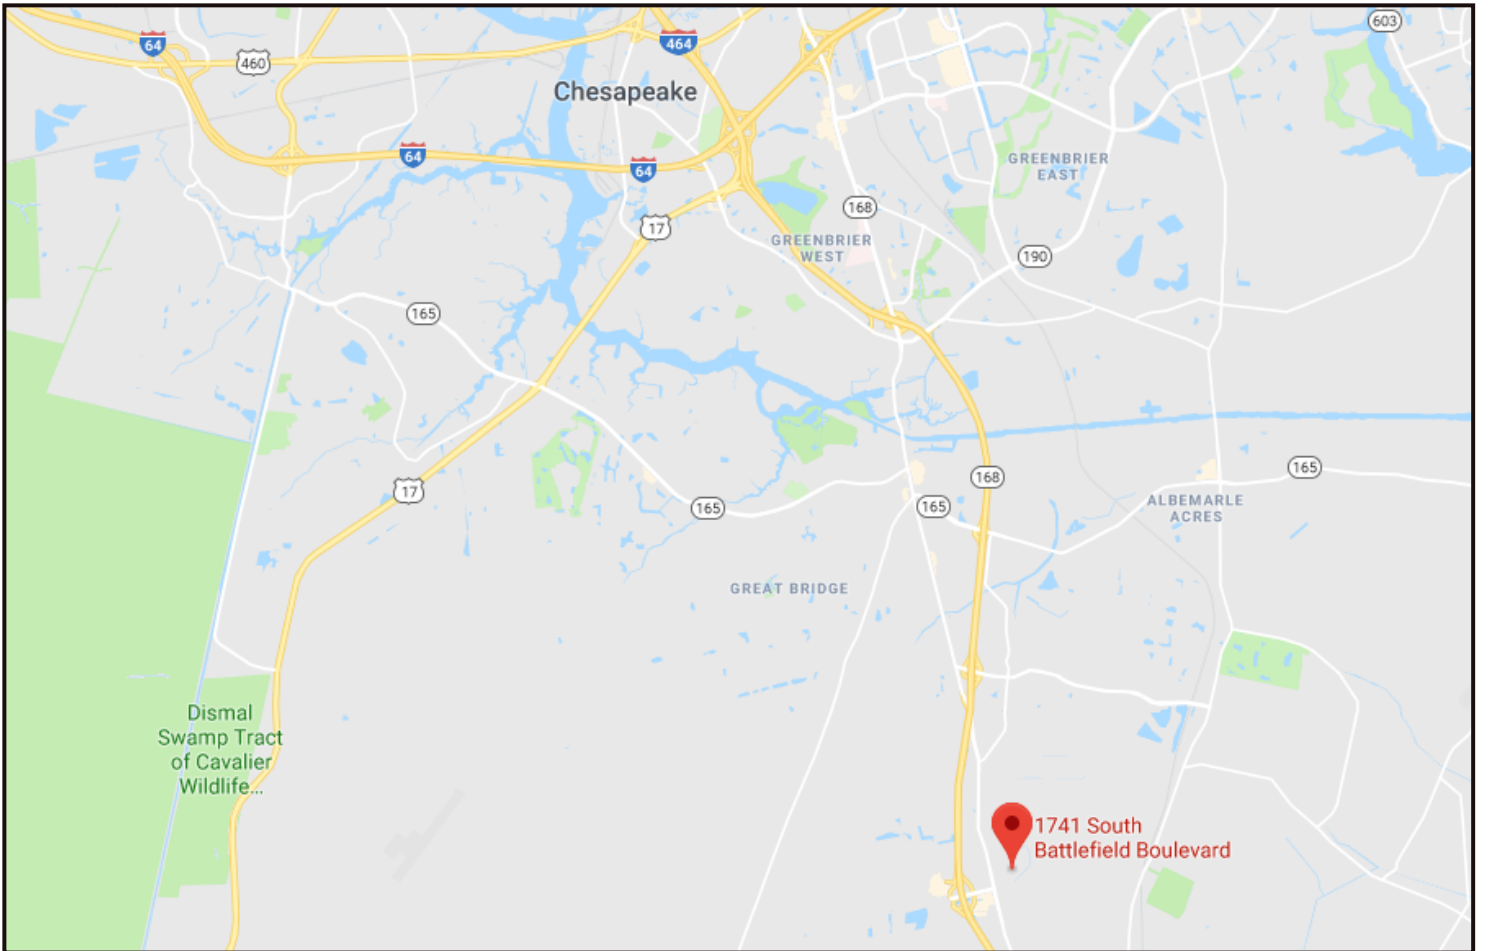 603
64
460
464
Chesapeake
64
64
GREENBRIER
EAST
168
17
GREENBRIER
WEST
190
165
165
17
168
165
165
ALBEMARLE
ACRES
GREAT BRIDGE
Dismal
Swamp Tract
of Cavalier
Wildlife...
1741 South
Battlefield Boulevard